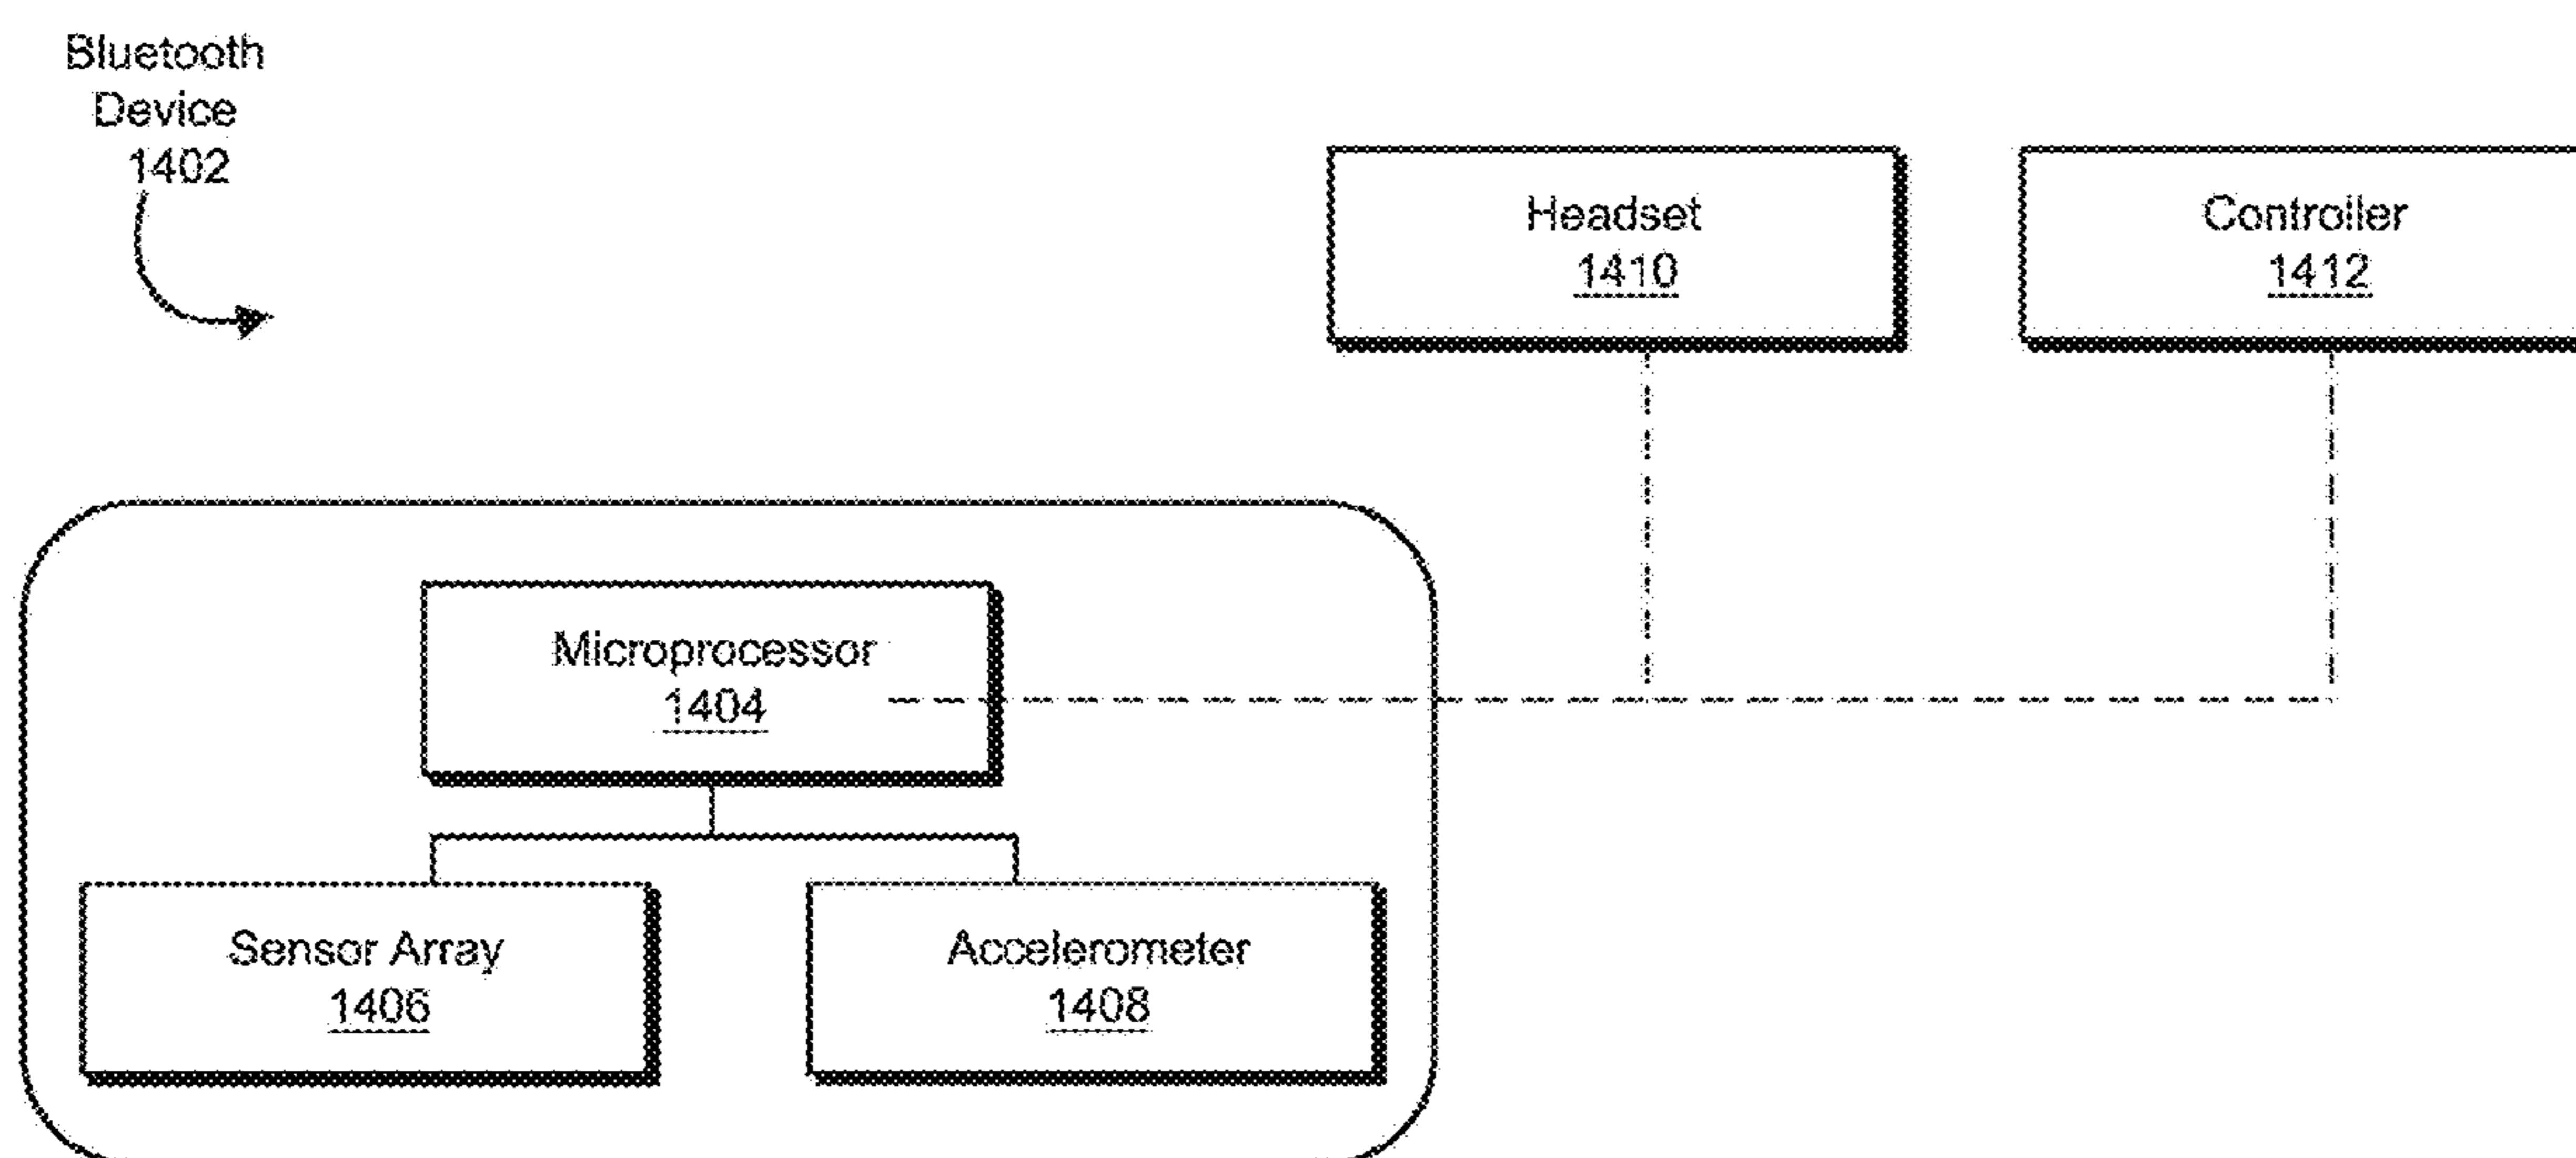 Bluetooth
Device
1402
Headset
1410
Controller
1412
Microprocessor
1404
Sensor Array
1406
Accelerometer
1408